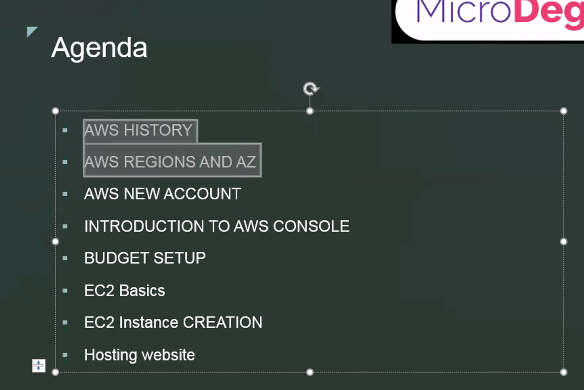 MicroDeg
Agenda
AWS HISTORY
AWS REGIONS AND AZ
AWS NEW ACCOUNT
INTRODUCTION TO AWS CONSOLE
BUDGET SETUP
EC2 Basics
EC2 Instance CREATION
Hosting website